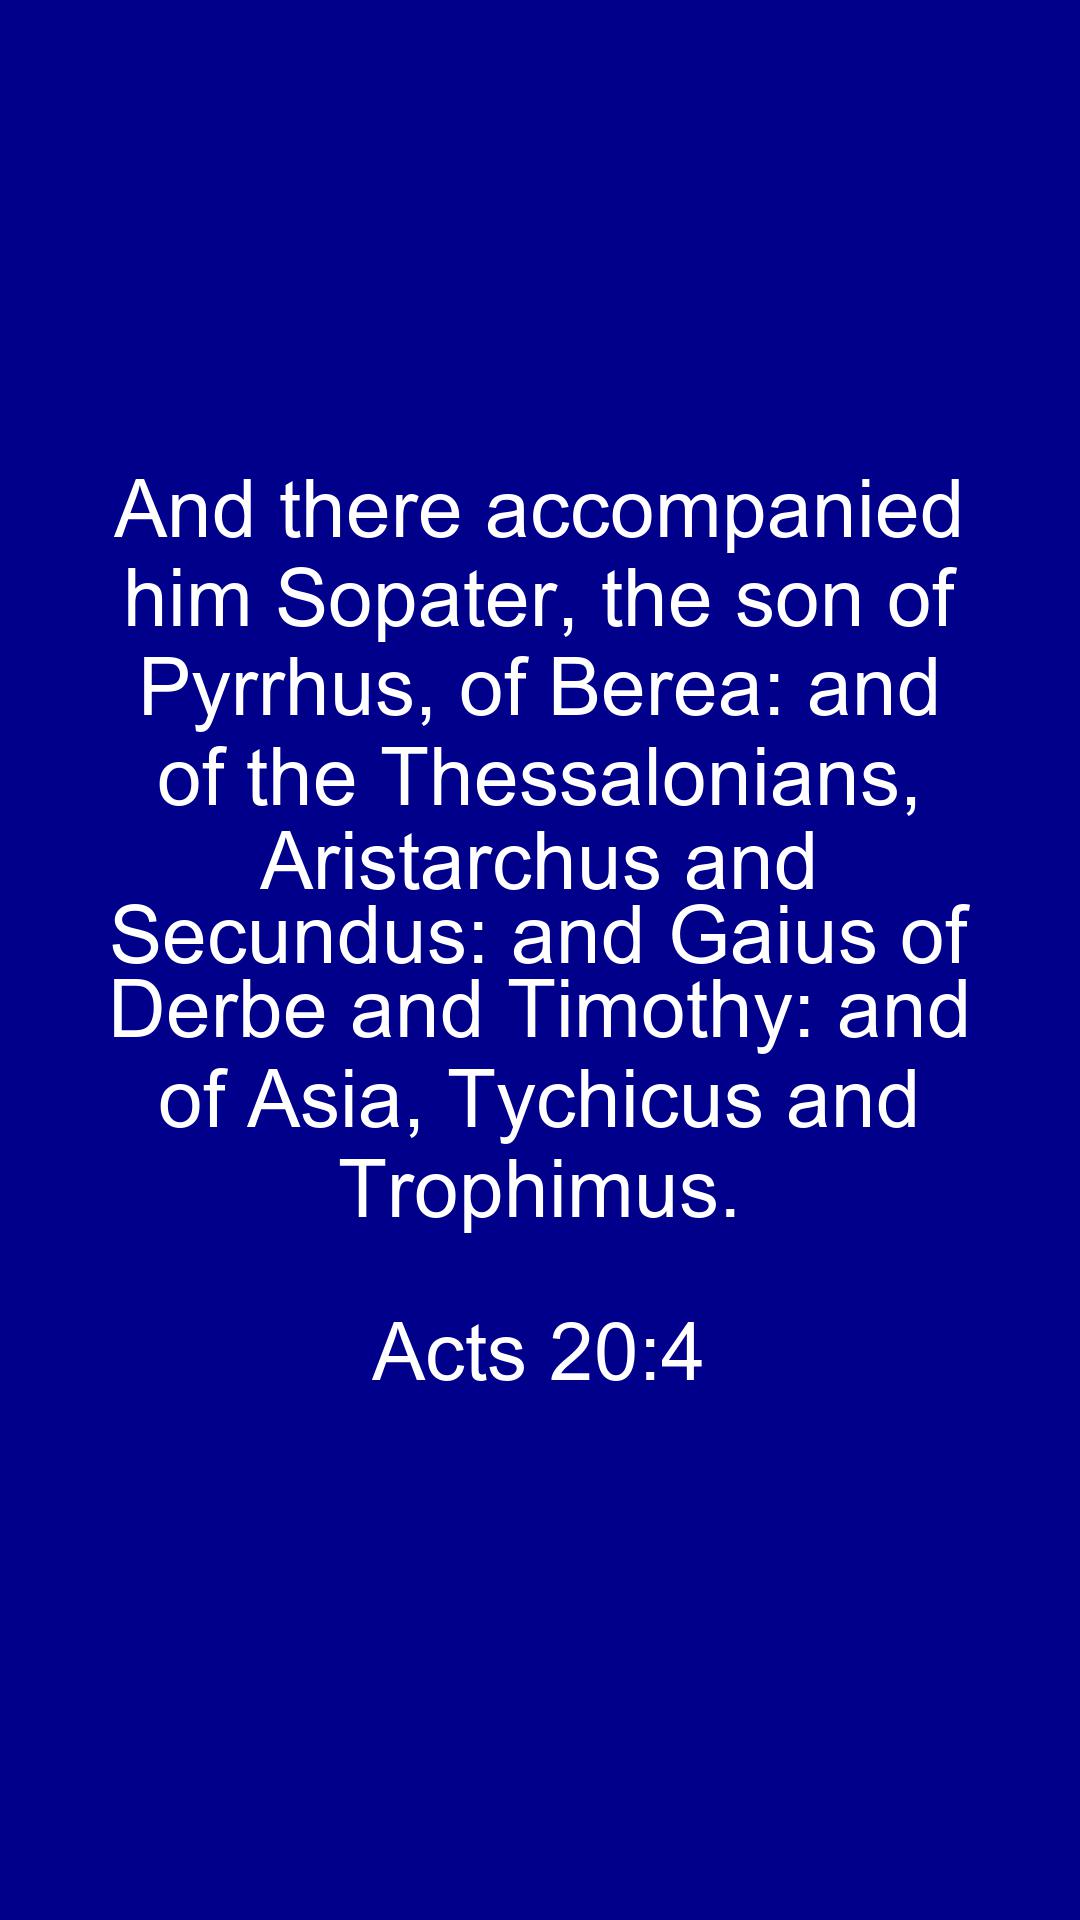 And there accompanied
him Sopater, the son of
Pyrrhus, of Berea: and
of the Thessalonians,
Aristarchus and
Secundus: and Gaius of
Derbe and Timothy: and
of Asia, Tychicus and
Trophimus.
Acts 20:4